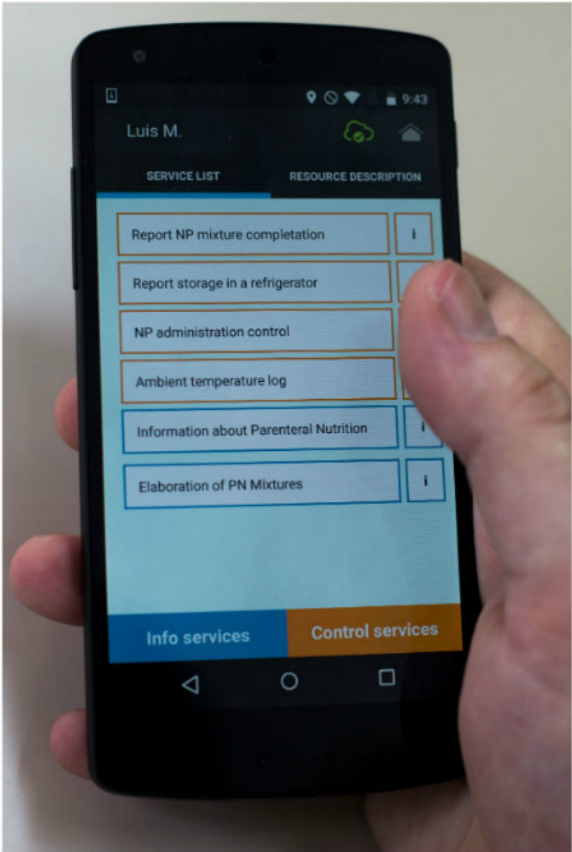 9:43
Luis M.
SERVICE LIST RESOURCE DESCRIPTION
Report NP mixture completation i
Report storage in a refrigerator
NP administration control
Ambient temperature log
Information about Parenteral Nutrition i
Elaboration of PN Mixtures i
Info services Control services